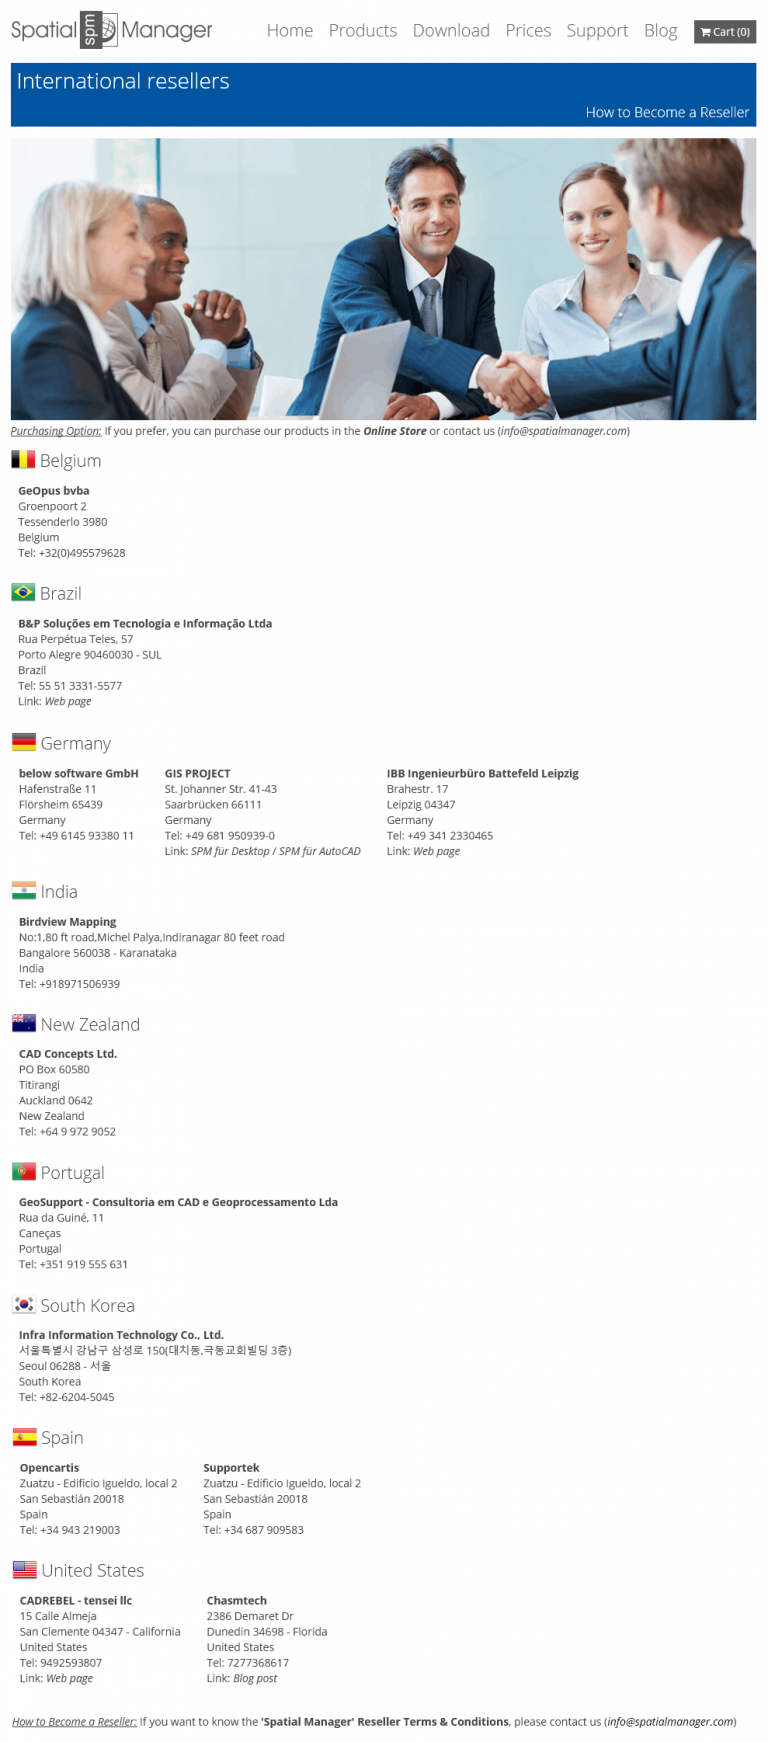 Spatial spm Manager
Home Products Download Prices Support Blog Cart (0)
International resellers
How to Become a Reseller
Purchasing Option: If you prefer, you can purchase our products in the Online Store or contact us (info@spatialmanager.com)
Belgium
GeOpus bvba
Groenpoort 2
Tessenderlo 3980
Belgium
Tel: +32(0)495579628
Brazil
B&P Soluções em Tecnologia e Informação Ltda
Rua Perpétua Teles, 57
Porto Alegre 90460030 - SUL
Brazil
Tel: 55 51 3331-5577
Link: Web page
Germany
below software GmbH
Hafenstraße 11
Flörsheim 65439
Germany
Tel: +49 6145 93380 11
GIS PROJECT
St. Johanner Str. 41-43
Saarbrücken 66111
Germany
Tel: +49 681 950939-0
Link: SPM für Desktop / SPM für AutoCAD
IBB Ingenieurbüro Battefeld Leipzig
Brahestr. 17
Leipzig 04347
Germany
Tel: +49 341 2330465
Link: Web page
India
Birdview Mapping
No:1,80 ft road,Michel Palya,Indiranagar 80 feet road
Bangalore 560038 - Karanataka
India
Tel: +918971506939
New Zealand
CAD Concepts Ltd.
PO Box 60580
Titirangi
Auckland 0642
New Zealand
Tel: +64 9 972 9052
Portugal
GeoSupport - Consultoria em CAD e Geoprocessamento Lda
Rua da Guiné, 11
Caneças
Portugal
Tel: +351 919 555 631
South Korea
Infra Information Technology Co., Ltd.
서울특별시 강남구 삼성로 150(대치동,극동교회빌딩 3층)
Seoul 06288 - 서울
South Korea
Tel: +82-6204-5045
Spain
Opencartis
Zuatzu - Edificio Igueldo, local 2
San Sebastián 20018
Spain
Tel: +34 943 219003
Supportek
Zuatzu - Edificio Igueldo, local 2
San Sebastián 20018
Spain
Tel: +34 687 909583
United States
CADREBEL - tensei llc
15 Calle Almeja
San Clemente 04347 - California
United States
Tel: 9492593807
Link: Web page
Chasmtech
2386 Demaret Dr
Dunedin 34698 - Florida
United States
Tel: 7277368617
Link: Blog post
How to Become a Reseller: If you want to know the 'Spatial Manager' Reseller Terms & Conditions, please contact us (info@spatialmanager.com)